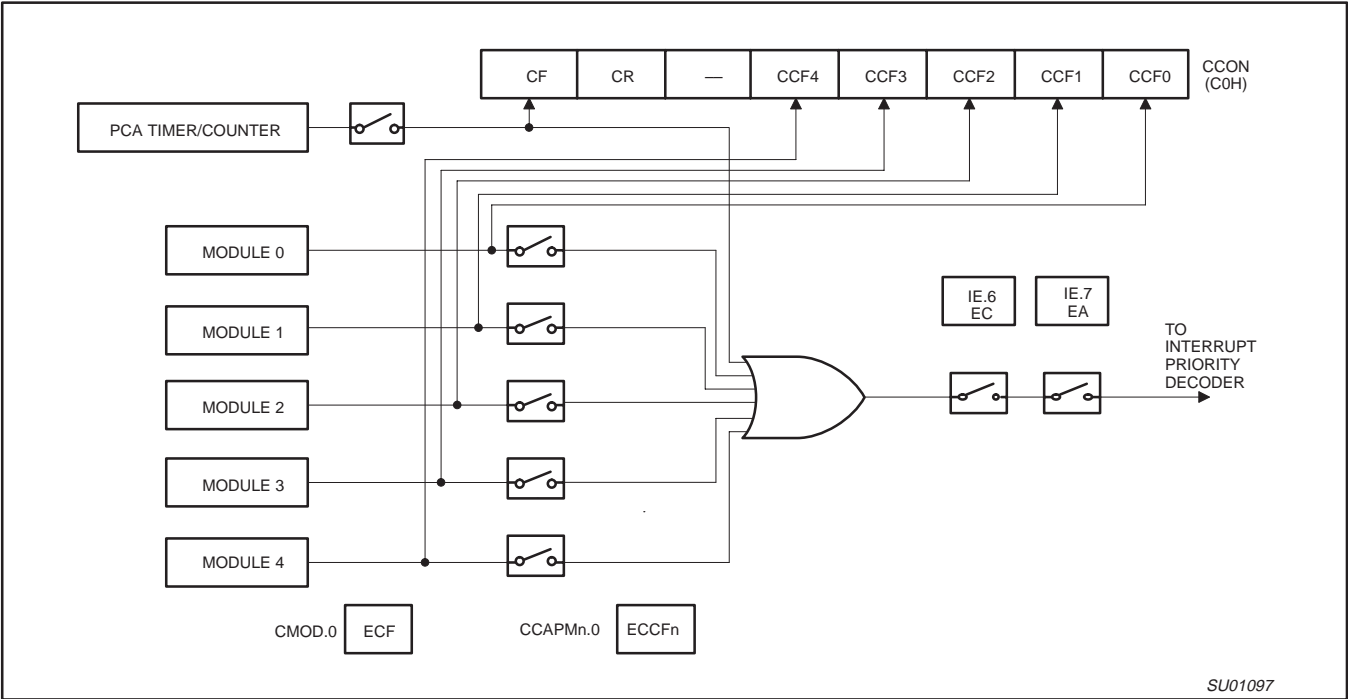 CF CR — CCF4 CCF3 CCF2 CCF1 CCF0
CCON
(C0H)
PCA TIMER/COUNTER
MODULE 0
MODULE 1
MODULE 2
MODULE 3
MODULE 4
IE.6
EC
IE.7
EA
TO
INTERRUPT
PRIORITY
DECODER
CMOD.0 ECF
CCAPMn.0 ECCFn
SU01097